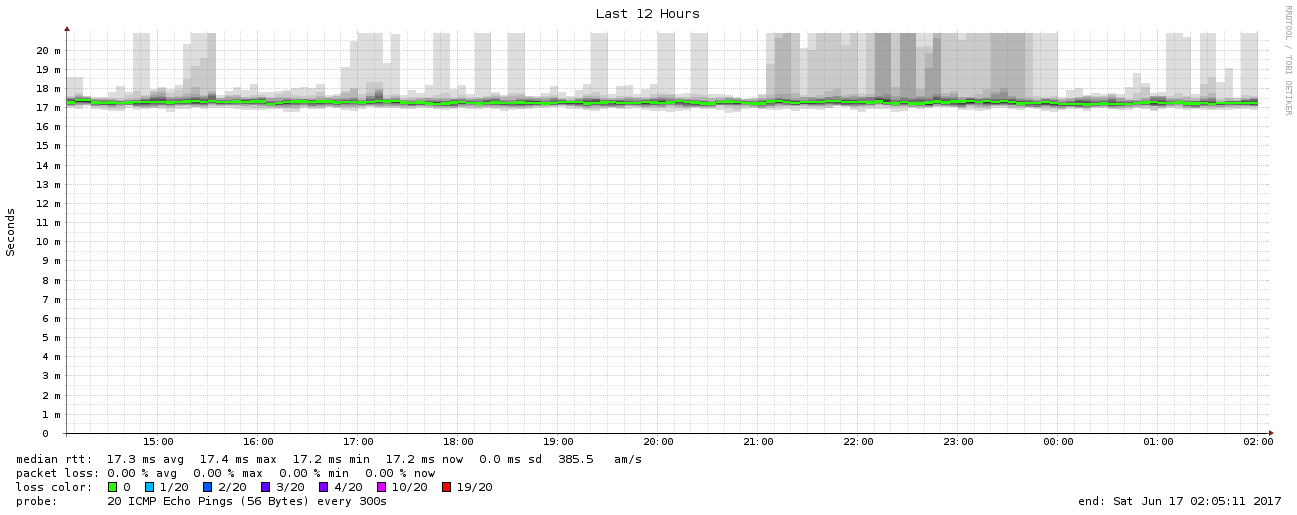 Last 12 Hours
RRDTOOL / TOBI OETIKER
Seconds
20 m
19 m
18 m
17 m
16 m
15 m
14 m
13 m
12 m
11 m
10 m
9 m
8 m
7 m
6 m
5 m
4 m
3 m
2 m
1 m
0
15:00 16:00 17:00 18:00 19:00 20:00 21:00 22:00 23:00 00:00 01:00 02:00
median rtt: 17.3 ms avg 17.4 ms max 17.2 ms min 17.2 ms now 0.0 ms sd 385.5 am/s
packet loss: 0.00 % avg 0.00 % max 0.00 % min 0.00 % now
loss color: 0 1/20 2/20 3/20 4/20 10/20 19/20
probe: 20 ICMP Echo Pings (56 Bytes) every 300s end: Sat Jun 17 02:05:11 2017